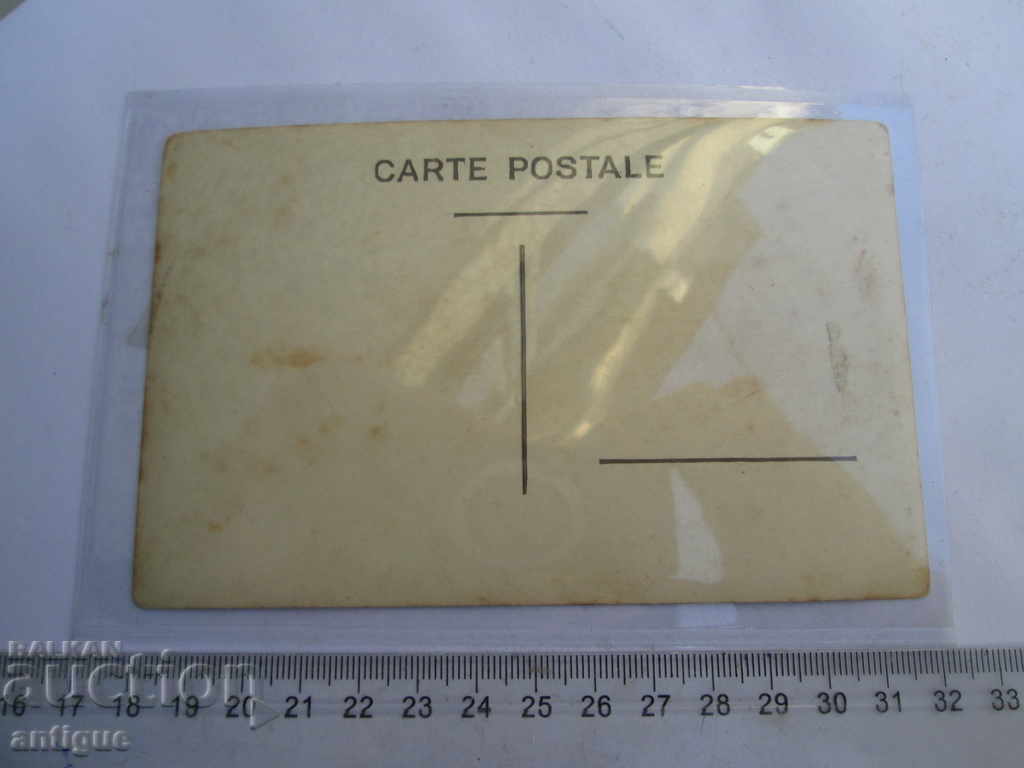 CARTE POSTALE
BALKAN
auction
16 17 18 19 20 21 22 23 24 25 26 27 28 29 30 31 32 33
antigue